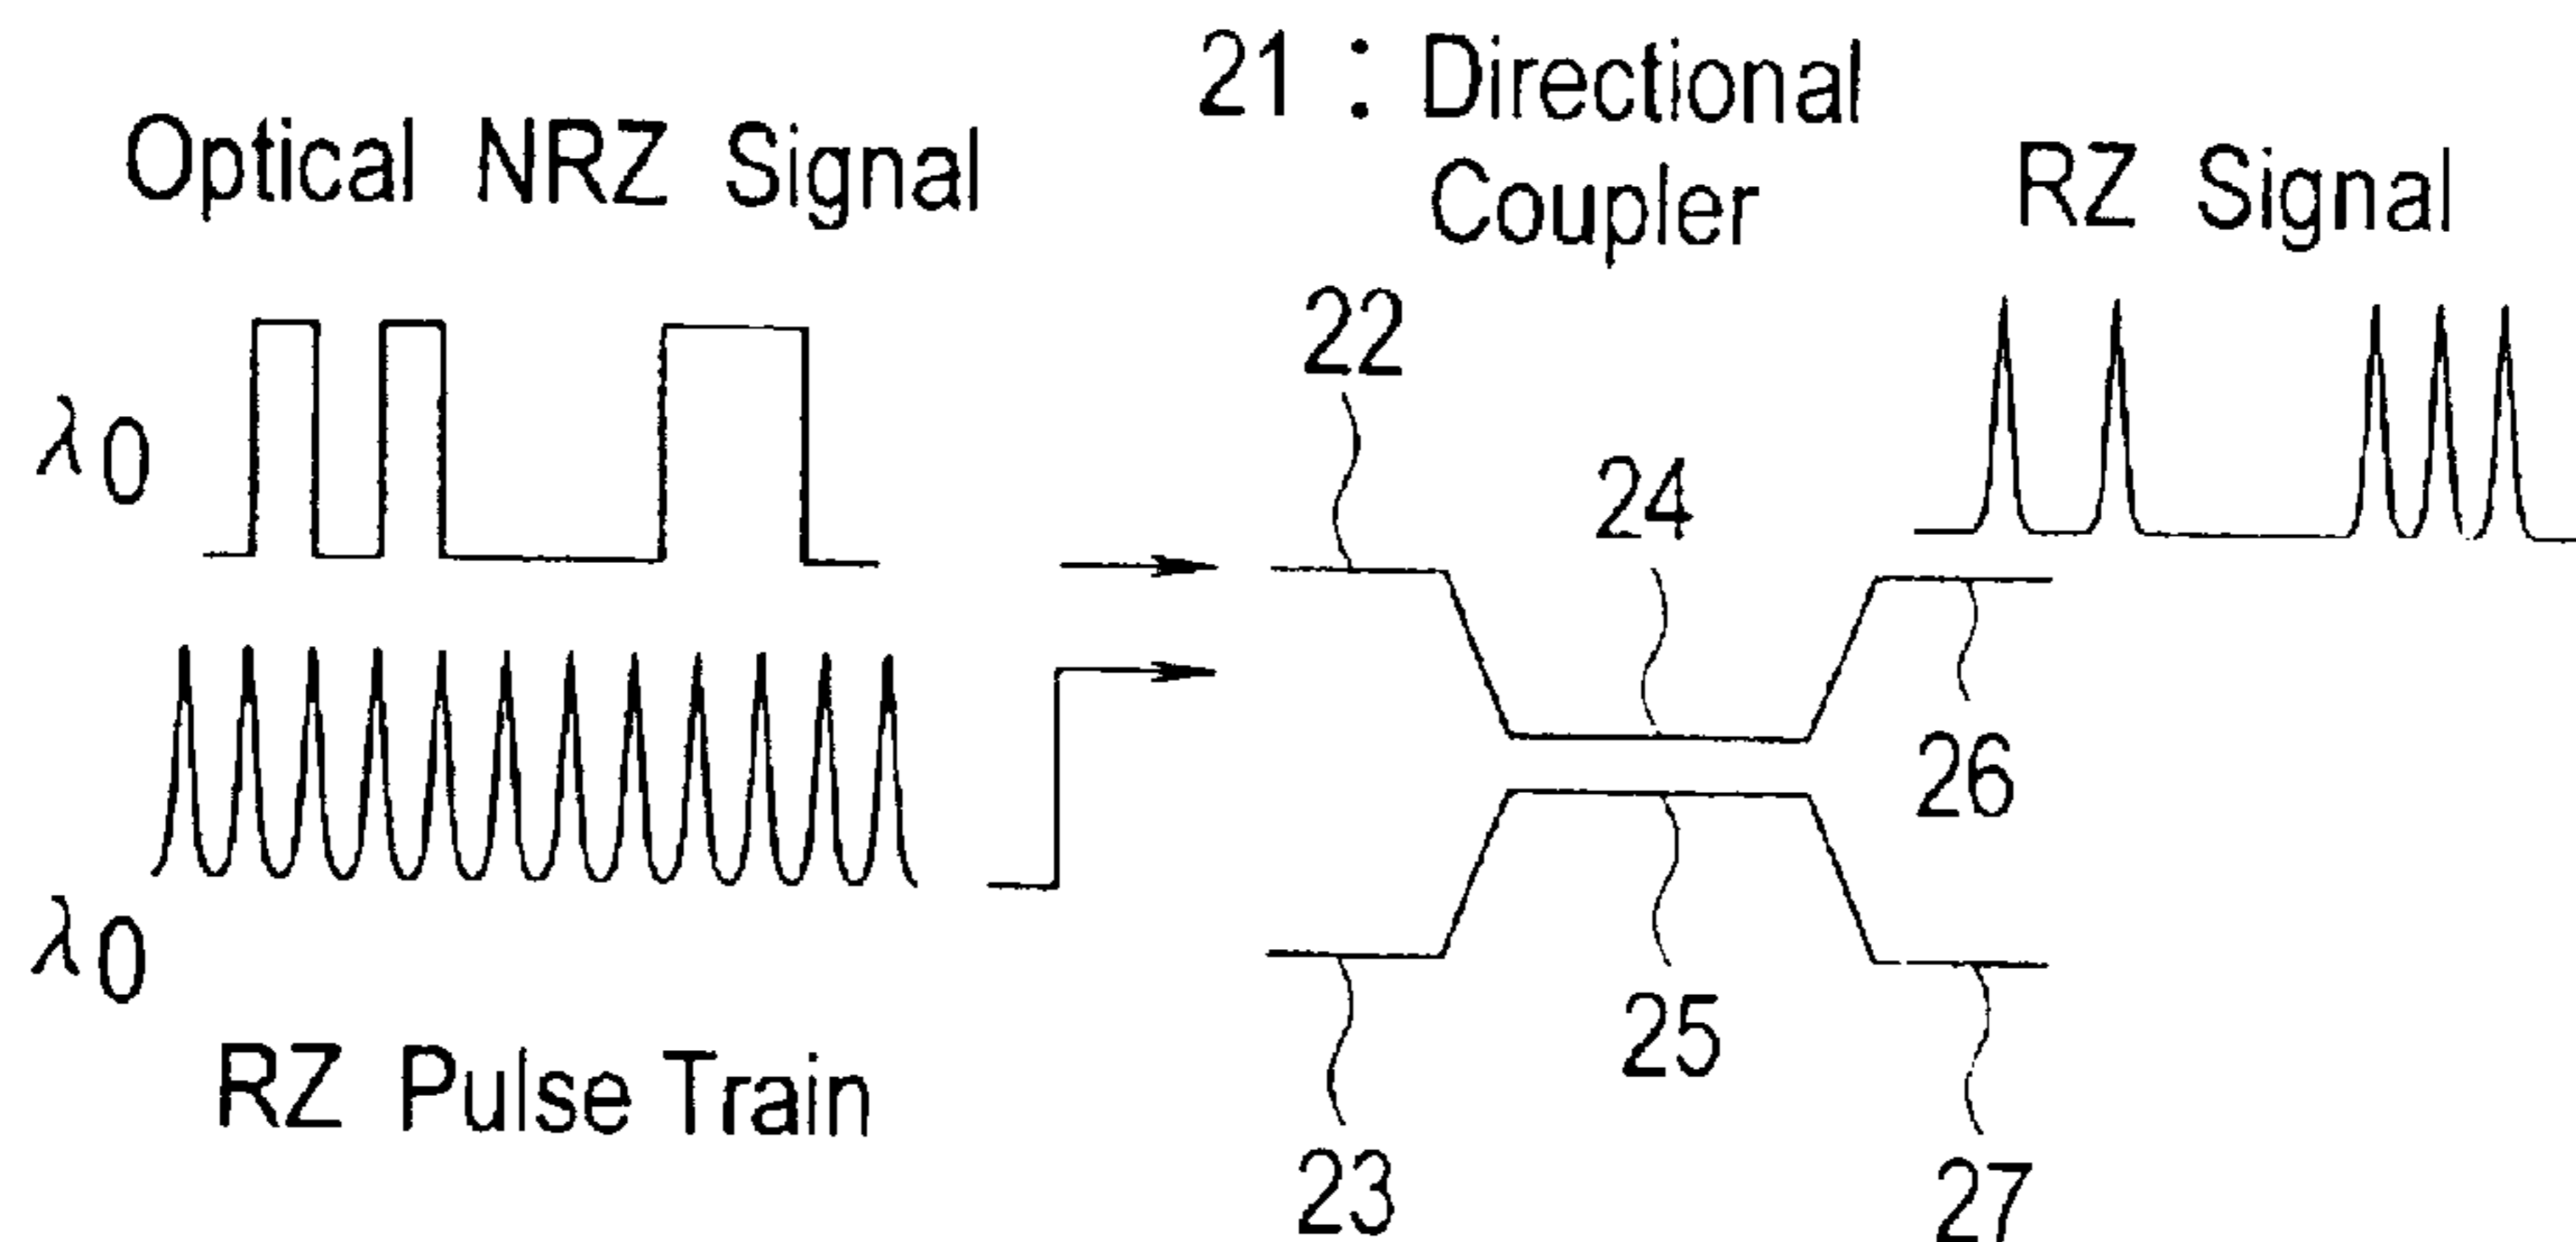 Optical NRZ Signal
21 : Directional
Coupler
RZ Signal
λ0
22
24
26
λ0
RZ Pulse Train
25
23
27